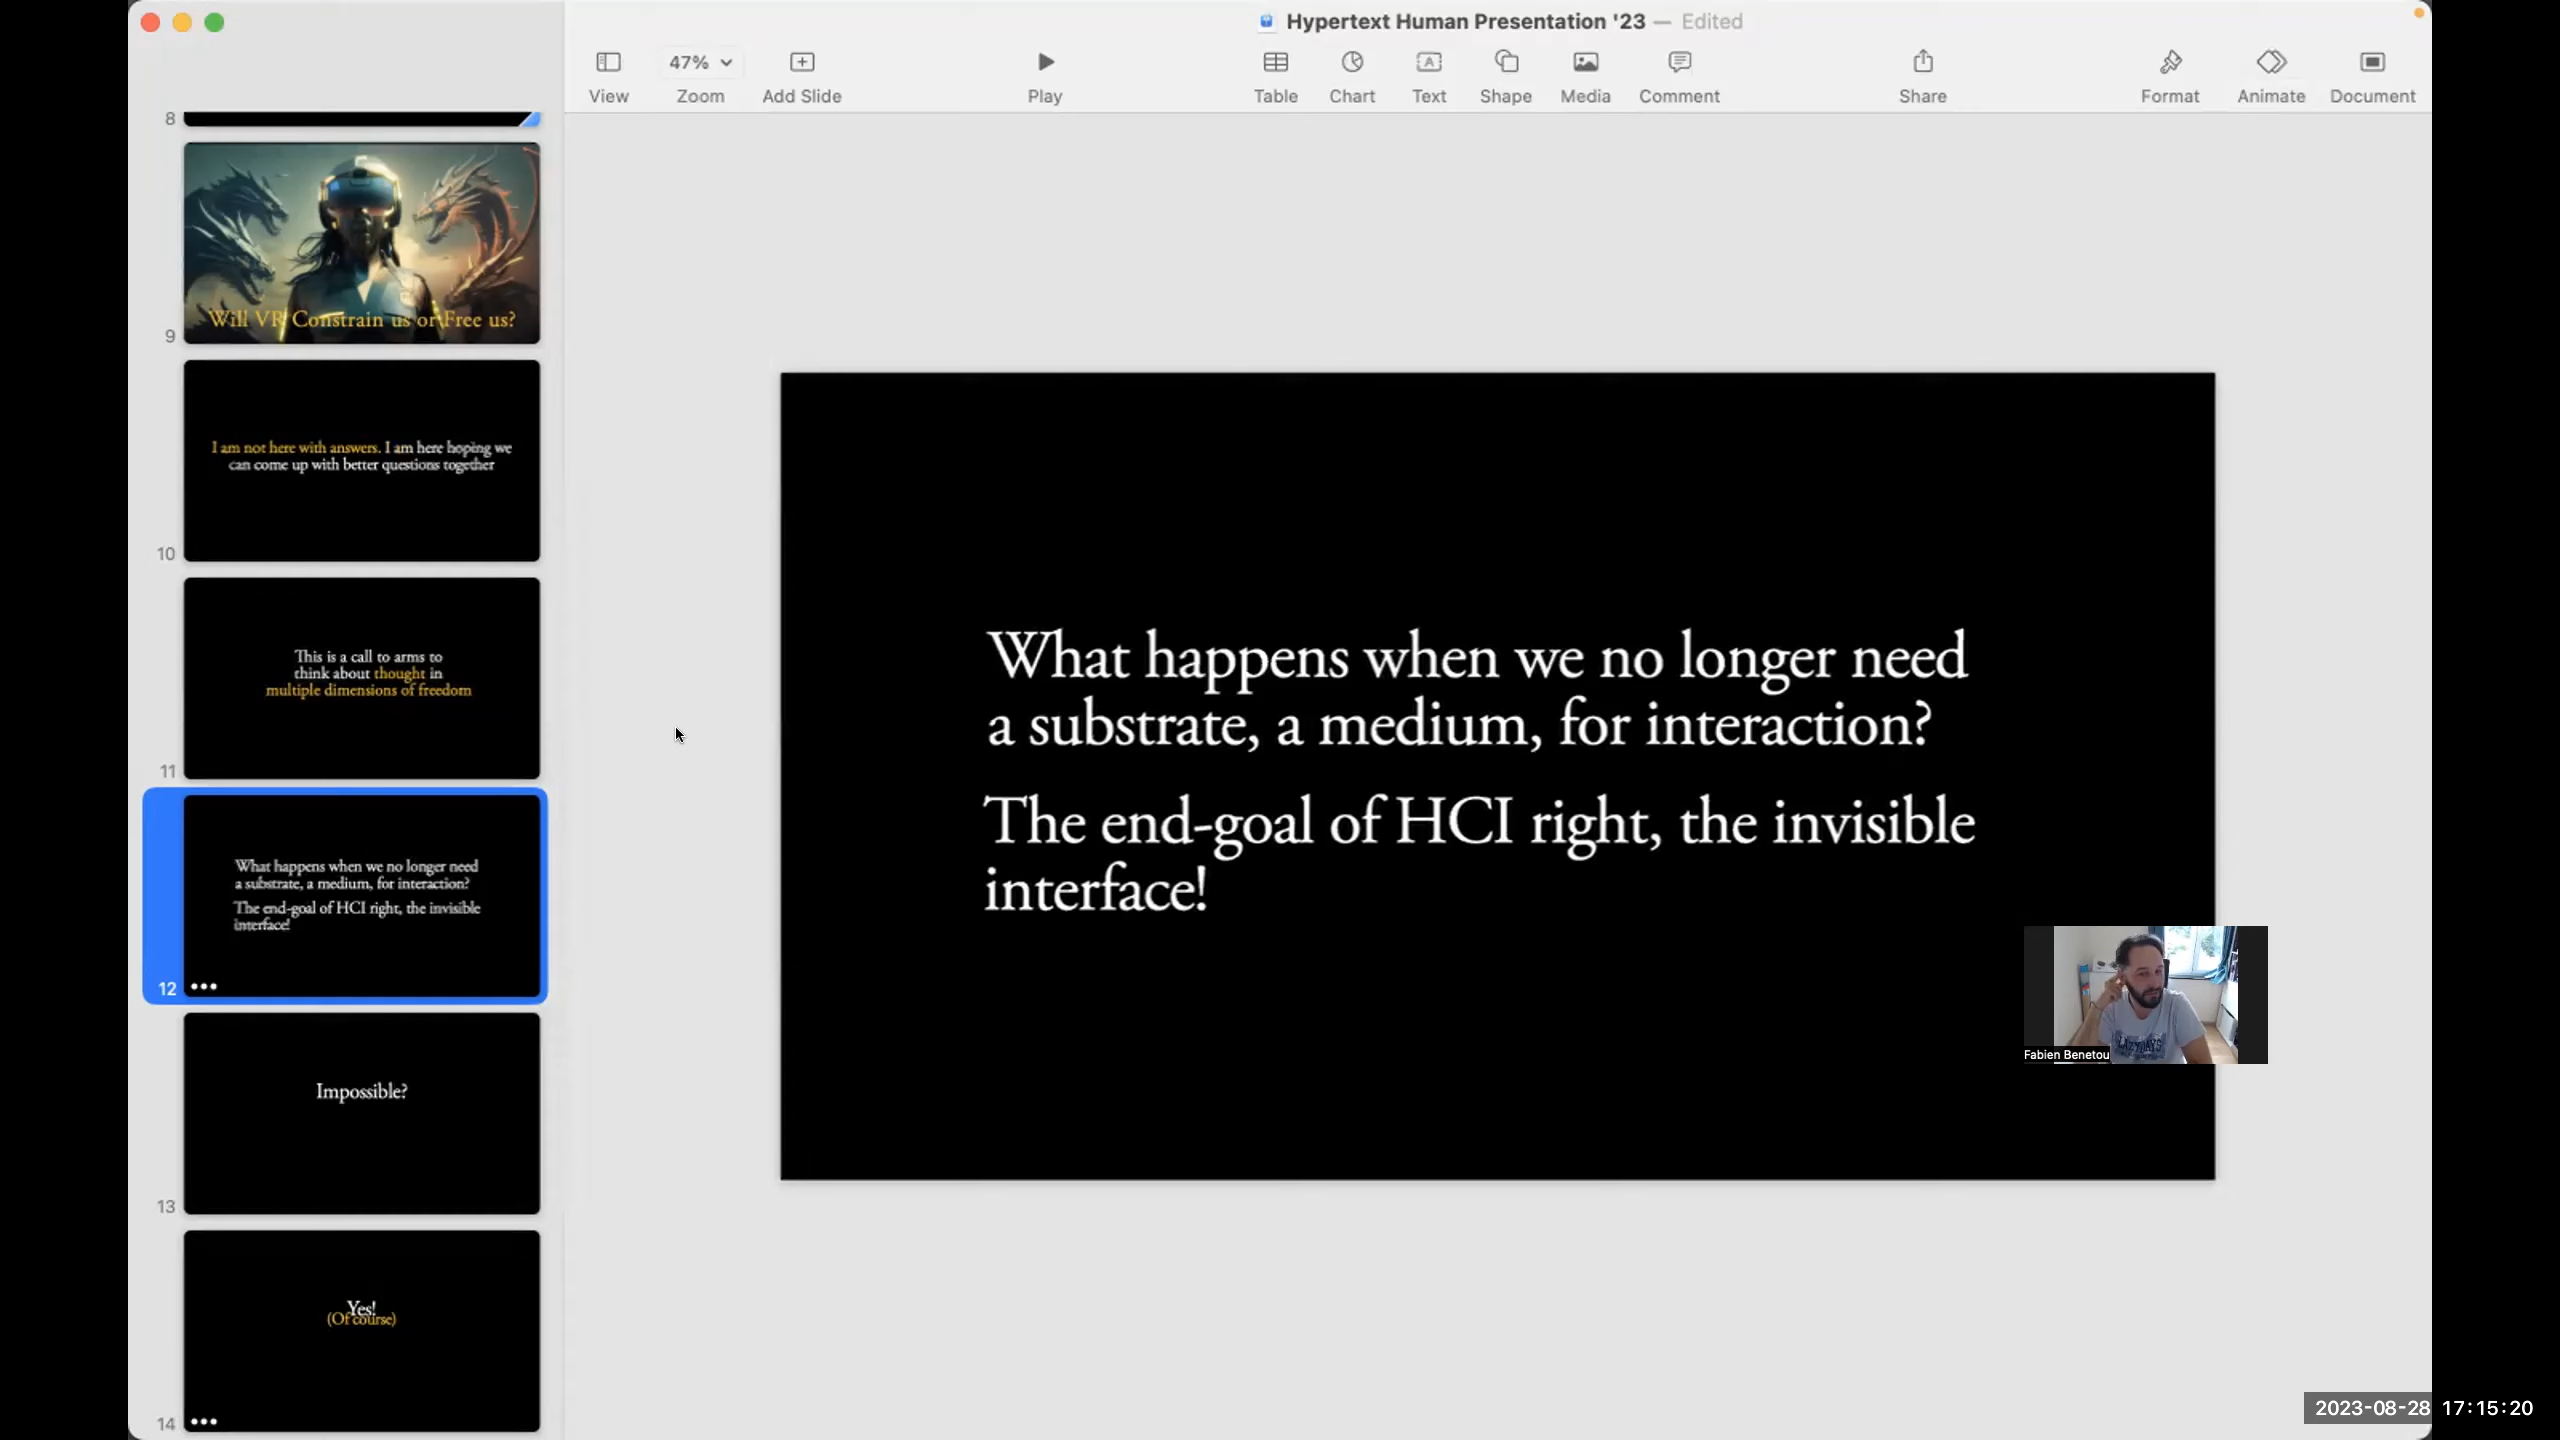 Hypertext Human Presentation '23 — Edited
View
47%
Zoom
Add Slide
Play
Table
Chart
Text
Shape
Media
Comment
Share
Format
Animate
Document
8
Will VR Constrain us or Free us?
9
I am not here with answers. I am here hoping we
can come up with better questions together
10
This is a call to arms to
think about thought in
multiple dimensions of freedom
11
What happens when we no longer need
a substrate, a medium, for interaction?
The end-goal of HCI right, the invisible
interface!
12
Impossible?
13
Yes!
(Of course)
14
What happens when we no longer need
a substrate, a medium, for interaction?
The end-goal of HCI right, the invisible
interface!
LAZYDAYS
Fabien Benetou
2023-08-28 17:15:20